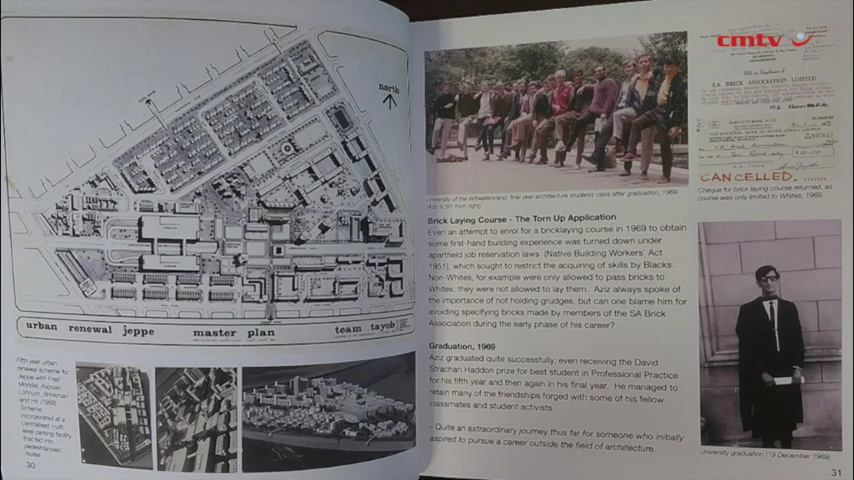 north
urban renewal jeppe master plan team tayob
Fifth year urban
renewal scheme for
Jeppe with Fred
Mondal, Aspoas,
Brinkman
and Ho (1968)
Scheme
incorporated at a
centralised multi-
level parking facility
that fed into
pedestrianised
routes
30
cmtv
S.A. BRICK ASSOCIATION LIMITED
CANCELLED.
Cheque for brick laying course returned, as
course was only limited to Whites, 1969
University of the Witwatersrand: final year architecture students class after graduation, 1969
(Aziz is 5th from right)
Brick Laying Course - The Torn Up Application
Even an attempt to enrol for a bricklaying course in 1969 to obtain
some first-hand building experience was turned down under
apartheid job reservation laws (Native Building Workers' Act
1951), which sought to restrict the acquiring of skills by Blacks.
Non-Whites, for example were only allowed to pass bricks to
Whites; they were not allowed to lay them. Aziz always spoke of
the importance of not holding grudges, but can one blame him for
avoiding specifying bricks made by members of the SA Brick
Association during the early phase of his career?
Graduation, 1969
Aziz graduated quite successfully, even receiving the David
Strachan Haddon prize for best student in Professional Practice
for his fifth year and then again in his final year. He managed to
retain many of the friendships forged with some of his fellow
classmates and student activists.
- Quite an extraordinary journey thus far for someone who initially
aspired to pursue a career outside the field of architecture.
University graduation (19 December 1969)
31